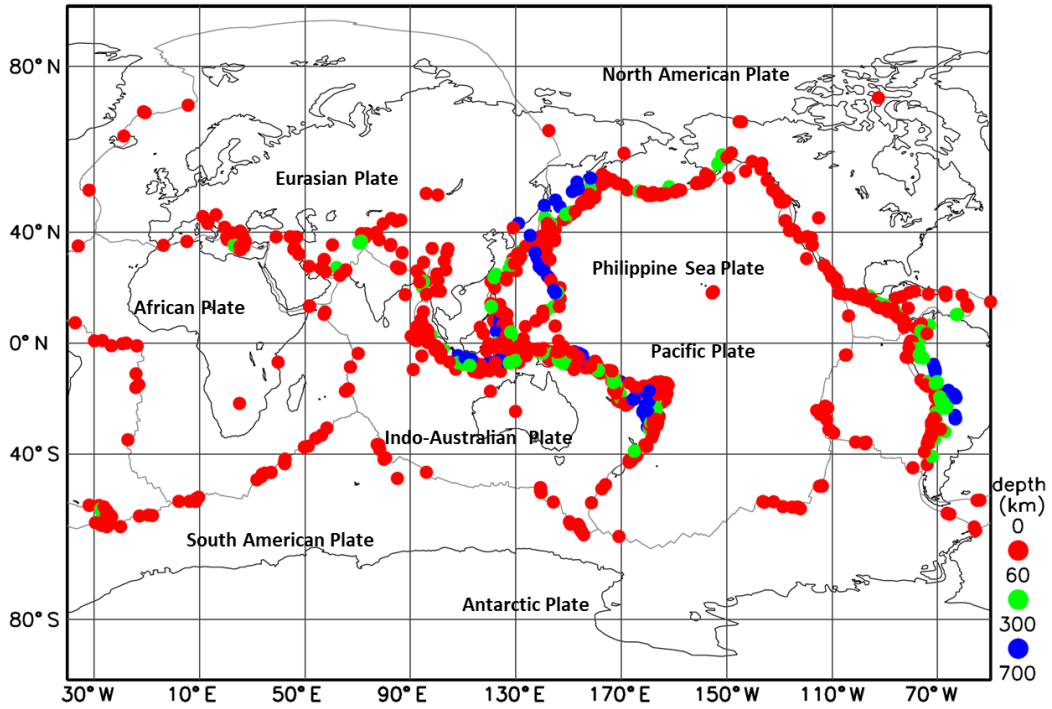 80° N
North American Plate
Eurasian Plate
40° N
Philippine Sea Plate
African Plate
0° N
Pacific Plate
Indo-Australian Plate
40° S
depth
(km)
0
South American Plate
60
Antarctic Plate
80° S
300
700
30° W
10° E
50° E
90° E
130° E
170° E
150° W
110° W
70° W